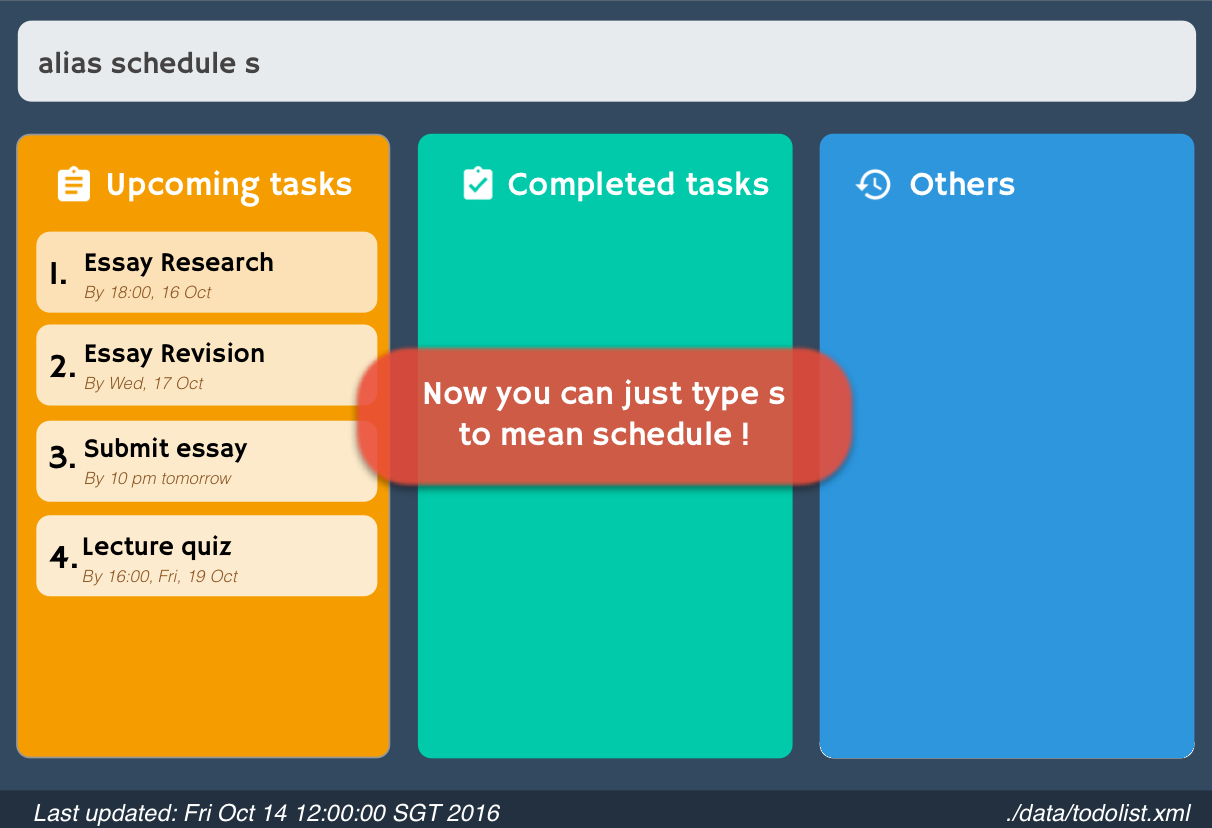 alias schedule s
Upcoming tasks
1.
Essay Research
By 18:00, 16 Oct
2.
Essay Revision
By Wed, 17 Oct
3.
Submit essay
By 10 pm tomorrow
4.
Lecture quiz
By 16:00, Fri, 19 Oct
Completed tasks
Others
Now you can just type s
to mean schedule !
Last updated: Fri Oct 14 12:00:00 SGT 2016
./data/todolist.xml